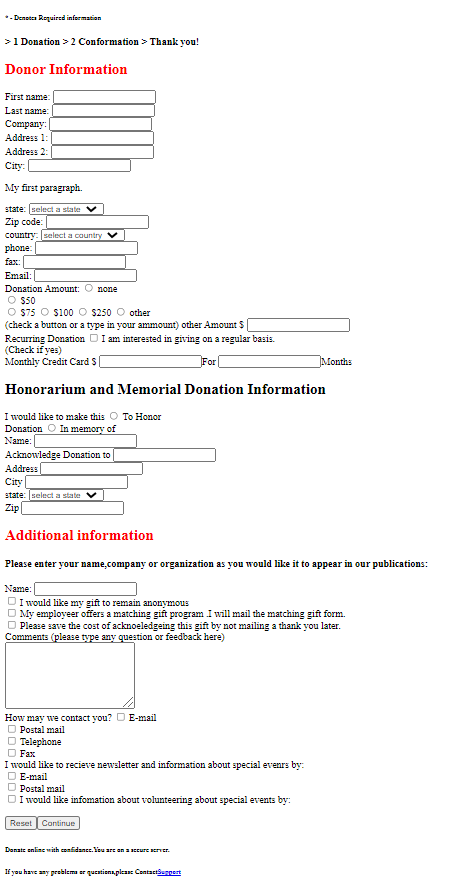 * - Denotes Required information
> 1 Donation > 2 Conformation > Thank you!
Donor Information
First name:
Last name:
Company:
Address 1:
Address 2:
City:
My first paragraph.
state: select a state
Zip code:
country: select a country
phone:
fax:
Email:
Donation Amount: none
$50
$75 $100 $250 other
(check a button or a type in your ammount) other Amount $
Recurring Donation I am interested in giving on a regular basis.
(Check if yes)
Monthly Credit Card $ For Months
Honorarium and Memorial Donation Information
I would like to make this To Honor
Donation In memory of
Name:
Acknowledge Donation to
Address
City
state: select a state
Zip
Additional information
Please enter your name,company or organization as you would like it to appear in our publications:
Name:
I would like my gift to remain anonymous
My employeer offers a matching gift program .I will mail the matching gift form.
Please save the cost of acknoeledgeing this gift by not mailing a thank you later.
Comments (please type any question or feedback here)
How may we contact you? E-mail
Postal mail
Telephone
Fax
I would like to recieve newsletter and information about special evenrs by:
E-mail
Postal mail
I would like infomation about volunteering about special events by:
Reset Continue
Donate online with confidance.You are on a secure server.
If you have any problems or questions,please ContactSupport